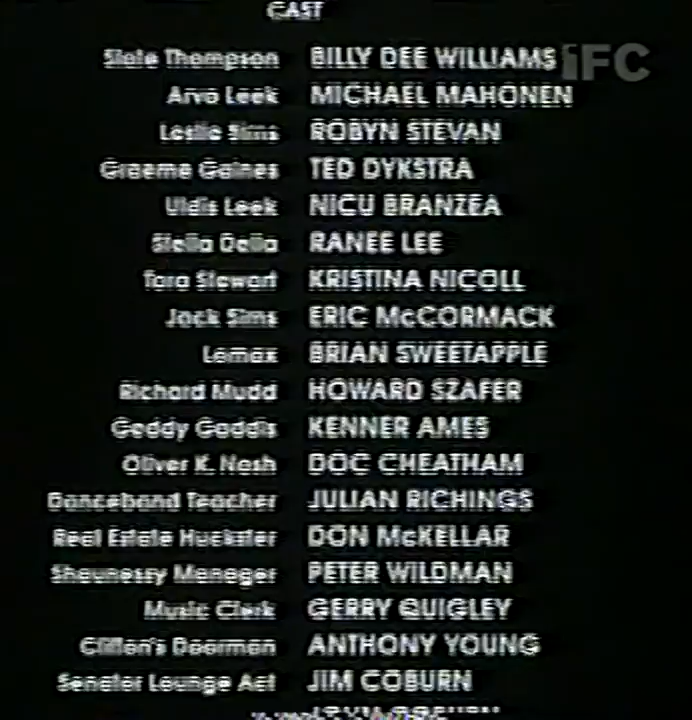 CAST
Slate Thompson BILLY DEE WILLIAMS iFC
Arvo Leek MICHAEL MAHONEN
Leslie Sims ROBYN STEVAN
Graeme Gaines TED DYKSTRA
Uldis Leek NICU BRANZEA
Stella Della RANEE LEE
Tara Stewart KRISTINA NICOLL
Jack Sims ERIC McCORMACK
Lomax BRIAN SWEETAPPLE
Richard Mudd HOWARD SZAFER
Geddy Gaddis KENNER AMES
Oliver K. Nash DOC CHEATHAM
Danceband Teacher JULIAN RICHINGS
Real Estate Huckster DON McKELLAR
Shaunessy Manager PETER WILDMAN
Music Clerk GERRY QUIGLEY
Clifton's Doorman ANTHONY YOUNG
Senator Lounge Act JIM COBURN